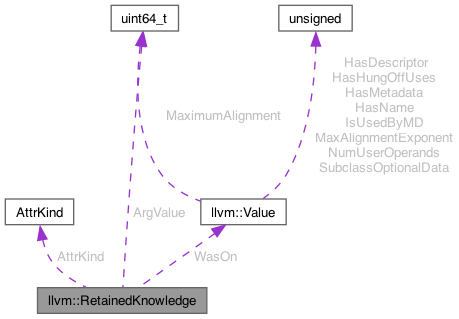 uint64_t
unsigned
HasDescriptor
HasHungOffUses
HasMetadata
HasName
IsUsedByMD
MaxAlignmentExponent
NumUserOperands
SubclassOptionalData
MaximumAlignment
AttrKind
ArgValue
llvm::Value
AttrKind
WasOn
llvm::RetainedKnowledge